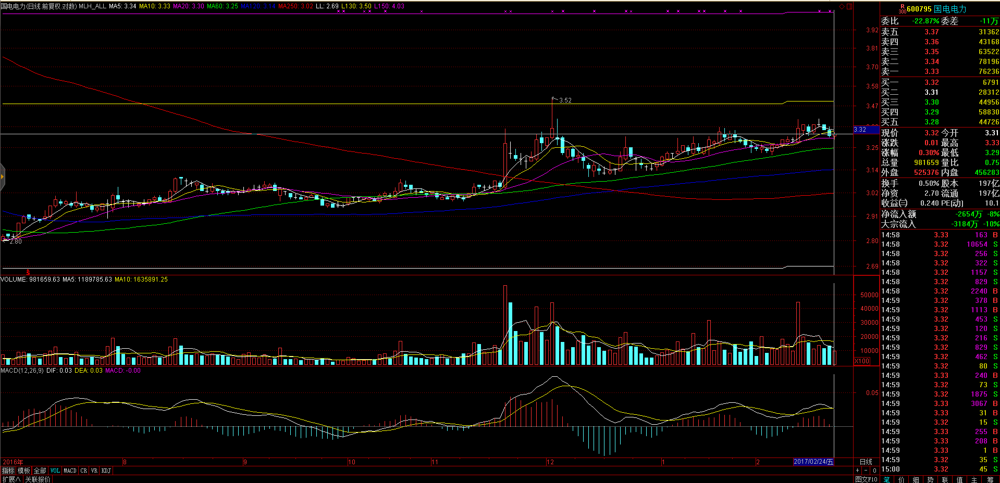 国电电力(日线.前复权.对数) MLH_ALL MA5: 3.34 MA10: 3.33 MA20: 3.30 MA60: 3.25 MA120: 3.14 MA250: 3.02 LL: 2.69 L130: 3.50 L150: 4.03
3.92
3.81
3.70
3.58
3.47
3.32
3.25
3.14
3.02
2.91
2.80
2.69
3.52
2.80
S
VOLUME: 981659.63 MA5: 1189785.63 MA10: 1635891.25
50000
40000
30000
20000
10000
X100
MACD(12,26,9) DIF: 0.03 DEA: 0.03 MACD: -0.00
0.05
2016年 8 9 10 11 12 1 2 2017/02/24/五 日线
指标 模板 全部 VOL MACD CR VR KDJ + - 0
扩展∧ 关联报价 图文F10
R 300 600795 国电电力
委比 -22.87% 委差 -11万
卖五 3.37 31362
卖四 3.36 43168
卖三 3.35 63522
卖二 3.34 78196
卖一 3.33 76236
买一 3.32 6791
买二 3.31 28312
买三 3.30 44956
买四 3.29 58830
买五 3.28 44726
现价 3.32 今开 3.31
涨跌 0.01 最高 3.33
涨幅 0.30% 最低 3.29
总量 981659 量比 0.75
外盘 525376 内盘 456283
换手 0.50% 股本 197亿
净资 2.70 流通 197亿
收益㈢ 0.240 PE(动) 10.1
净流入额 -2654万 -8%
大宗流入 -3184万 -10%
14:58 3.33 163 B
14:58 3.32 10654 S
14:58 3.32 256 S
14:58 3.32 322 S
14:58 3.32 1157 S
14:58 3.32 829 S
14:58 3.32 2240 B
14:59 3.32 378 B
14:59 3.32 1113 B
14:59 3.32 453 S
14:59 3.32 120 S
14:59 3.32 216 S
14:59 3.32 829 S
14:59 3.32 462 S
14:59 3.32 80 S
14:59 3.33 240 B
14:59 3.32 73 S
14:59 3.32 1875 S
14:59 3.33 3067 B
14:59 3.33 31 B
14:59 3.32 15 S
14:59 3.33 255 B
14:59 3.33 208 B
14:59 3.33 1 B
14:59 3.32 35 S
15:00 3.32 45 S
笔 价 细 势 联 值 主 筹